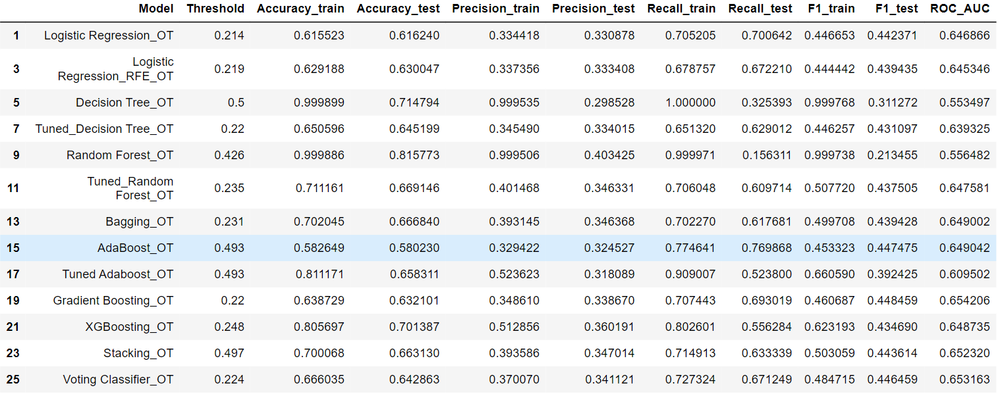 Model Threshold Accuracy_train Accuracy_test Precision_train Precision_test Recall_train Recall_test F1_train F1_test ROC_AUC
1 Logistic Regression_OT 0.214 0.615523 0.616240 0.334418 0.330878 0.705205 0.700642 0.446653 0.442371 0.646866
3 Logistic Regression_RFE_OT 0.219 0.629188 0.630047 0.337356 0.333408 0.678757 0.672210 0.444442 0.439435 0.645346
5 Decision Tree_OT 0.5 0.999899 0.714794 0.999535 0.298528 1.000000 0.325393 0.999768 0.311272 0.553497
7 Tuned_Decision Tree_OT 0.22 0.650596 0.645199 0.345490 0.334015 0.651320 0.629012 0.446257 0.431097 0.639325
9 Random Forest_OT 0.426 0.999886 0.815773 0.999506 0.403425 0.999971 0.156311 0.999738 0.213455 0.556482
11 Tuned_Random Forest_OT 0.235 0.711161 0.669146 0.401468 0.346331 0.706048 0.609714 0.507720 0.437505 0.647581
13 Bagging_OT 0.231 0.702045 0.666840 0.393145 0.346368 0.702270 0.617681 0.499708 0.439428 0.649002
15 AdaBoost_OT 0.493 0.582649 0.580230 0.329422 0.324527 0.774641 0.769868 0.453323 0.447475 0.649042
17 Tuned Adaboost_OT 0.493 0.811171 0.658311 0.523623 0.318089 0.909007 0.523800 0.660590 0.392425 0.609502
19 Gradient Boosting_OT 0.22 0.638729 0.632101 0.348610 0.338670 0.707443 0.693019 0.460687 0.448459 0.654206
21 XGBoosting_OT 0.248 0.805697 0.701387 0.512856 0.360191 0.802601 0.556284 0.623193 0.434690 0.648735
23 Stacking_OT 0.497 0.700068 0.663130 0.393586 0.347014 0.714913 0.633339 0.503059 0.443614 0.652320
25 Voting Classifier_OT 0.224 0.666035 0.642863 0.370070 0.341121 0.727324 0.671249 0.484715 0.446459 0.653163